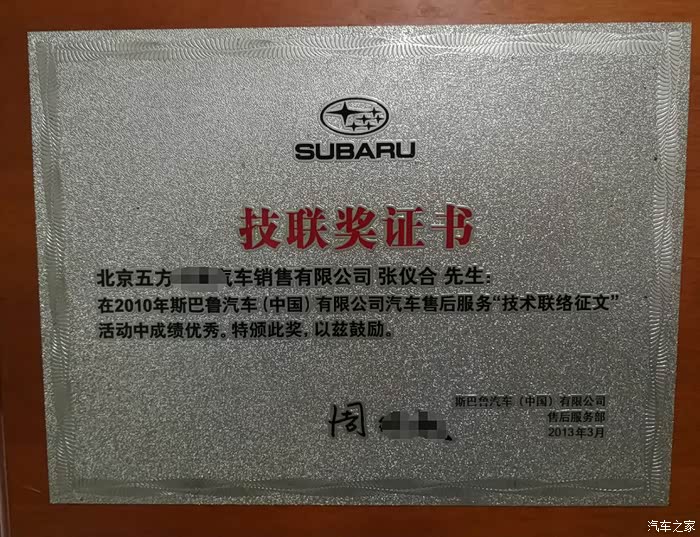 SUBARU
技联奖证书
北京五方 汽车销售有限公司 张仪合 先生：
在2010年斯巴鲁汽车（中国）有限公司汽车售后服务“技术联络征文”
活动中成绩优秀。特颁此奖，以兹鼓励。
斯巴鲁汽车（中国）有限公司
售后服务部
2013年3月
周
汽车之家